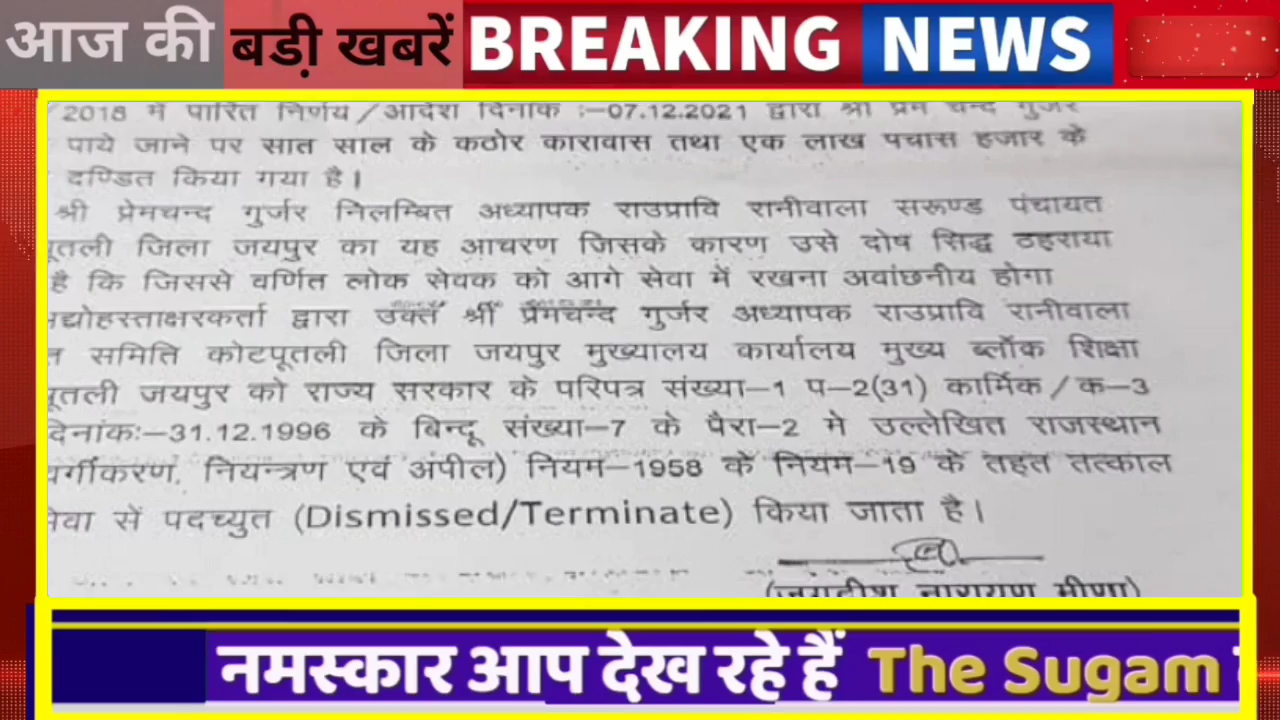 आज की बड़ी खबरें BREAKING NEWS
/2018 में पारित निर्णय/आदेश दिनांक :–07.12.2021 द्वारा श्री प्रेम चन्द गुर्जर
पाये जाने पर सात साल के कठोर कारावास तथा एक लाख पचास हजार के
दण्डित किया गया है।
श्री प्रेमचन्द गुर्जर निलम्बित अध्यापक राउप्रावि रानीवाला सरूण्ड पंचायत
पूतली जिला जयपुर का यह आचरण जिसके कारण उसे दोष सिद्ध ठहराया
है कि जिससे वर्णित लोक सेवक को आगे सेवा में रखना अवांछनीय होगा
द्वारा उक्त श्री प्रेमचन्द गुर्जर अध्यापक राउप्रावि रानीवाला
समिति कोटपूतली जिला जयपुर मुख्यालय कार्यालय मुख्य ब्लॉक शिक्षा
पूतली जयपुर को राज्य सरकार के परिपत्र संख्या–1 प–2(31) कार्मिक/क–3
दिनांकः–31.12.1996 के बिन्दू संख्या–7 के पैरा–2 मे उल्लेखित राजस्थान
वर्गीकरण, नियन्त्रण एवं अपील) नियम–1958 के नियम–19 के तहत तत्काल
सेवा सें पदच्युत (Dismissed/Terminate) किया जाता है।
(जगदीश नारायण मीणा)
नमस्कार आप देख रहे हैं The Sugam